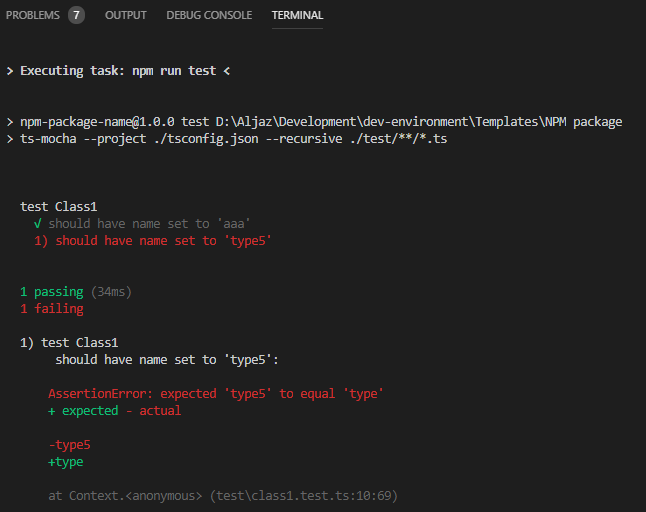 PROBLEMS 7 OUTPUT DEBUG CONSOLE TERMINAL
> Executing task: npm run test <
> npm-package-name@1.0.0 test D:\Aljaz\Development\dev-environment\Templates\NPM package
> ts-mocha --project ./tsconfig.json --recursive ./test/**/*.ts
test Class1
√ should have name set to 'aaa'
1) should have name set to 'type5'
1 passing (34ms)
1 failing
1) test Class1
should have name set to 'type5':
AssertionError: expected 'type5' to equal 'type'
+ expected - actual
-type5
+type
at Context.<anonymous> (test\class1.test.ts:10:69)